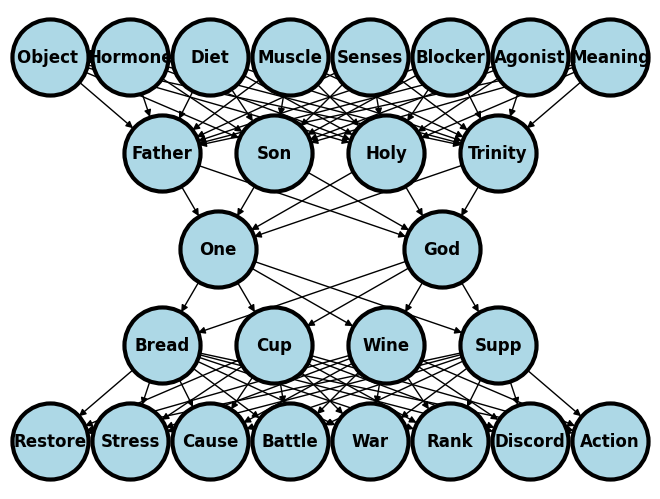 Object Hormone Diet Muscle Senses Blocker Agonist Meaning
Father Son Holy Trinity
One God
Bread Cup Wine Supp
Restore Stress Cause Battle War Rank Discord Action